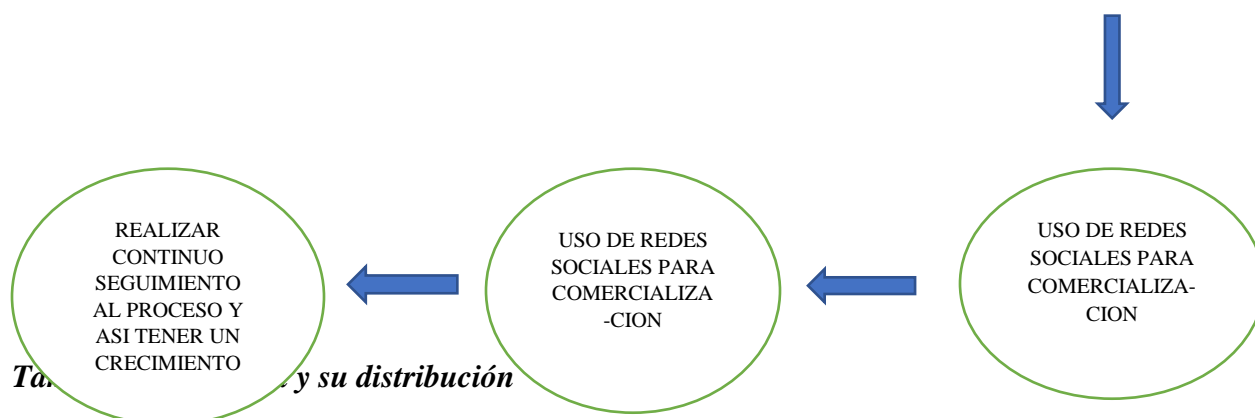 REALIZAR
CONTINUO
SEGUIMIENTO
AL PROCESO Y
ASI TENER UN
CRECIMIENTO
USO DE REDES
SOCIALES PARA
COMERCIALIZA
-CION
USO DE REDES
SOCIALES PARA
COMERCIALIZA-
CION
y su distribución